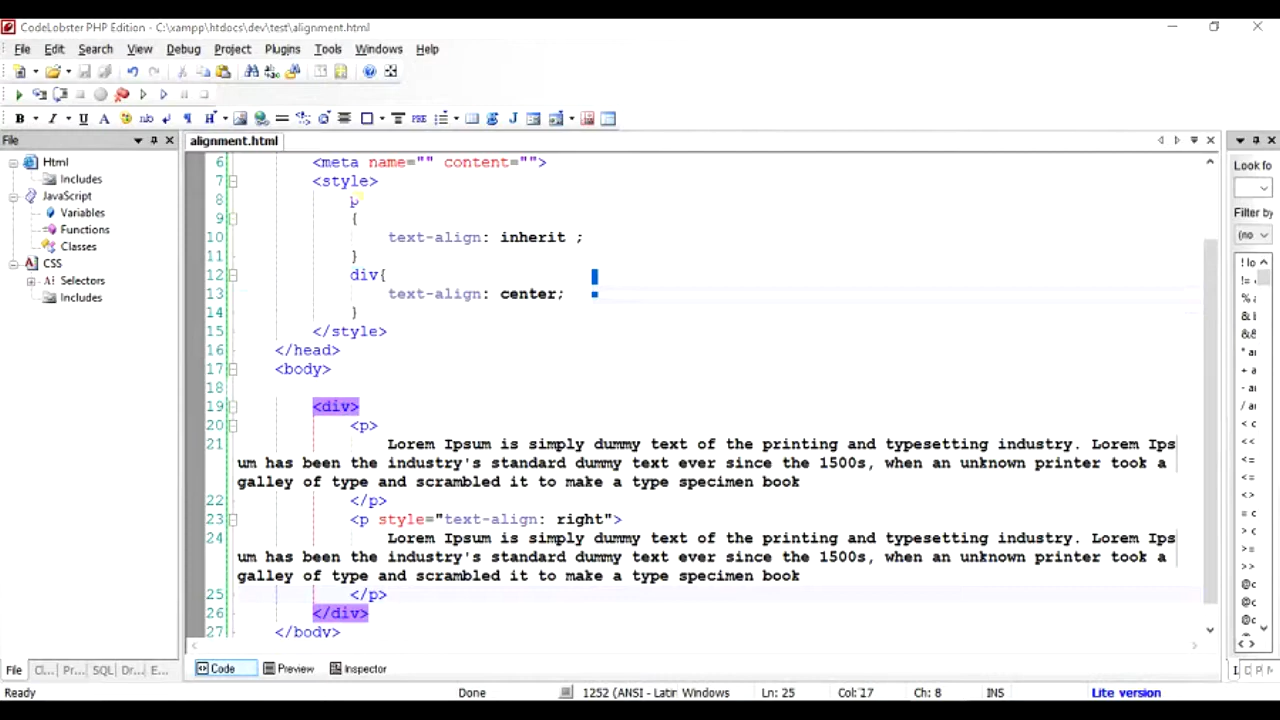 CodeLobster PHP Edition - C:\xampp\htdocs\dev\test\alignment.html
File Edit Search View Debug Project Plugins Tools Windows Help
B I U A H PRE J
File
alignment.html
Html
Includes
JavaScript
Variables
Functions
Classes
CSS
Selectors
Includes
6 <meta name="" content="">
7 <style>
8 p
9 {
10 text-align: inherit ;
11 }
12 div{
13 text-align: center;
14 }
15 </style>
16 </head>
17 <body>
18
19 <div>
20 <p>
21 Lorem Ipsum is simply dummy text of the printing and typesetting industry. Lorem Ips
um has been the industry's standard dummy text ever since the 1500s, when an unknown printer took a
galley of type and scrambled it to make a type specimen book
22 </p>
23 <p style="text-align: right">
24 Lorem Ipsum is simply dummy text of the printing and typesetting industry. Lorem Ips
um has been the industry's standard dummy text ever since the 1500s, when an unknown printer took a
galley of type and scrambled it to make a type specimen book
25 </p>
26 </div>
27 </body>
Look fo
Filter by
(no
! lo
!= 
% a
& b
&&
* a
+ a
- a
/ a
< c
<<
<=
<=
<>
= c
> c
>=
>>
@c
@c
@c
File Cl... Pr... SQL Dr... E...
Code Preview Inspector
Ready Done 1252 (ANSI - Latin Windows Ln: 25 Col: 17 Ch: 8 INS Lite version